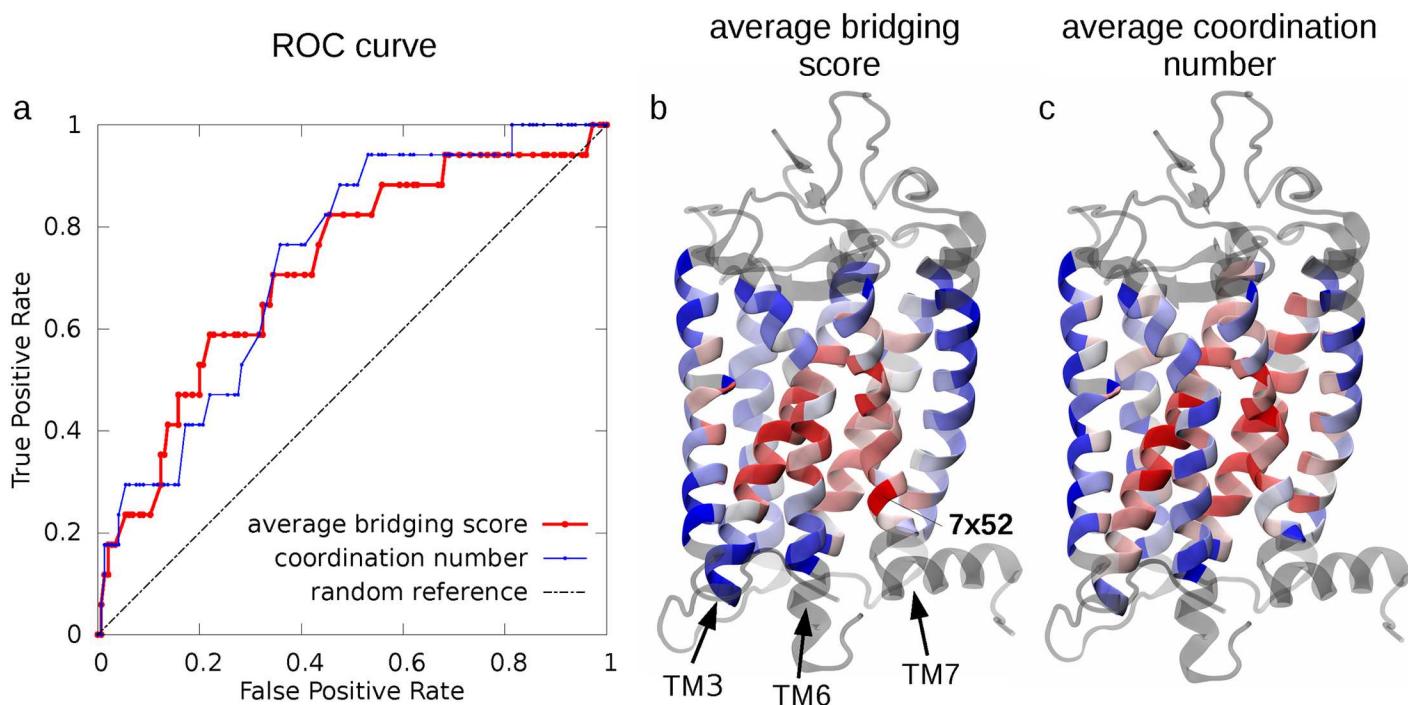 ROC curve
average bridging
score
average coordination
number
a
b
c
True Positive Rate
1
0.8
0.6
0.4
0.2
0
average bridging score
coordination number
random reference
0
0.2
0.4
0.6
0.8
1
False Positive Rate
7x52
TM3
TM6
TM7